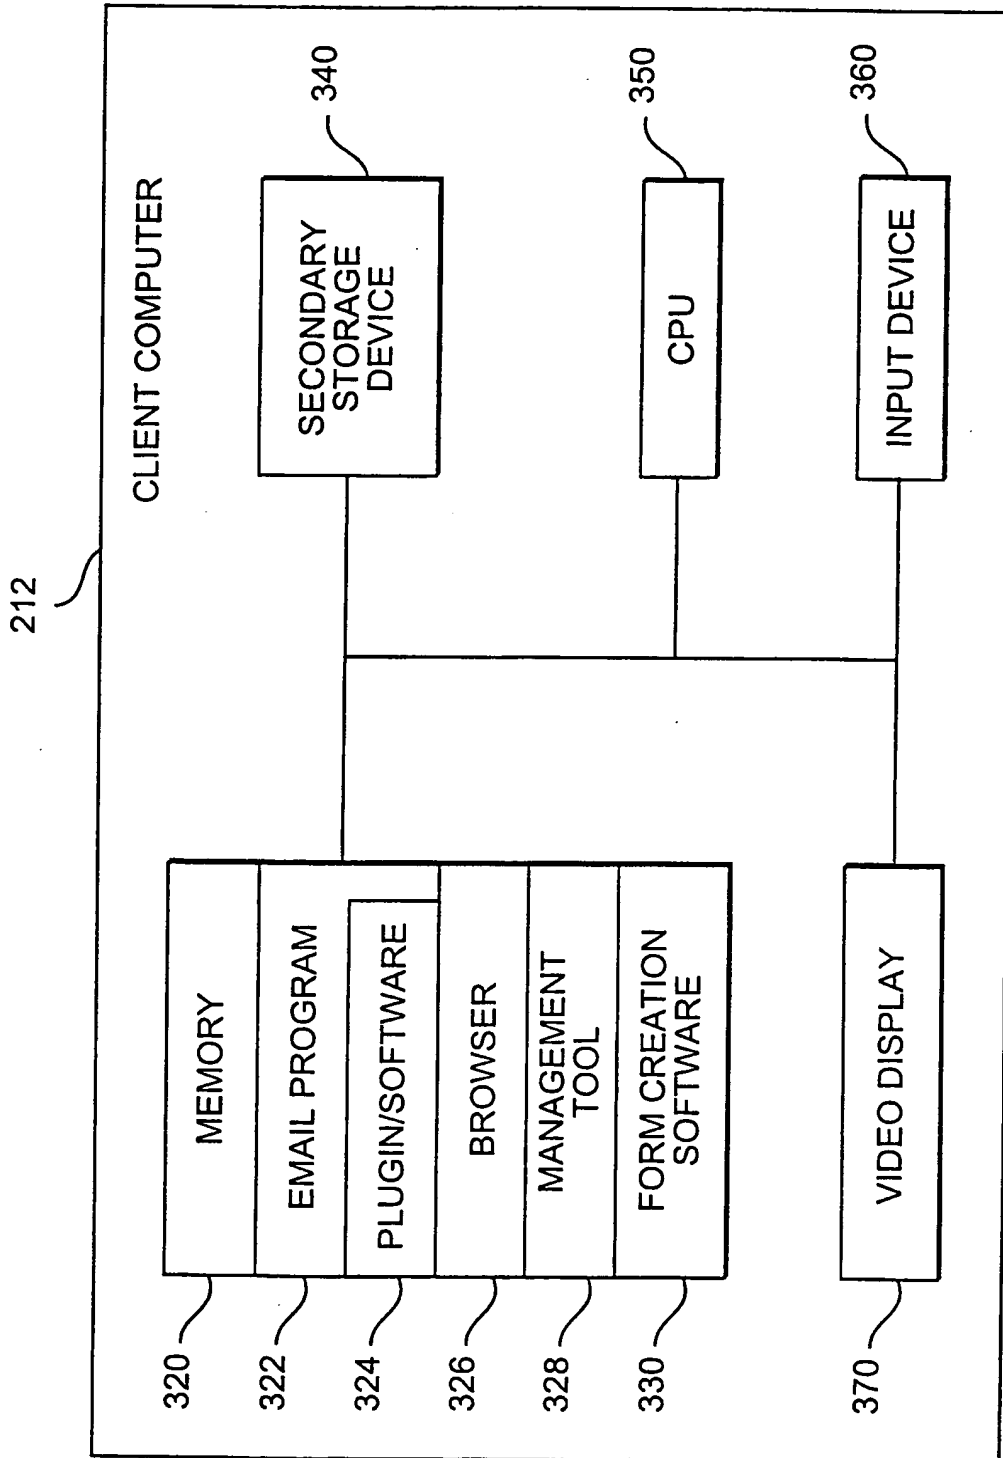 212
CLIENT COMPUTER
320
MEMORY
322
EMAIL PROGRAM
324
PLUGIN/SOFTWARE
326
BROWSER
328
MANAGEMENT
TOOL
330
FORM CREATION
SOFTWARE
370
VIDEO DISPLAY
SECONDARY
STORAGE
DEVICE
340
CPU
350
INPUT DEVICE
360